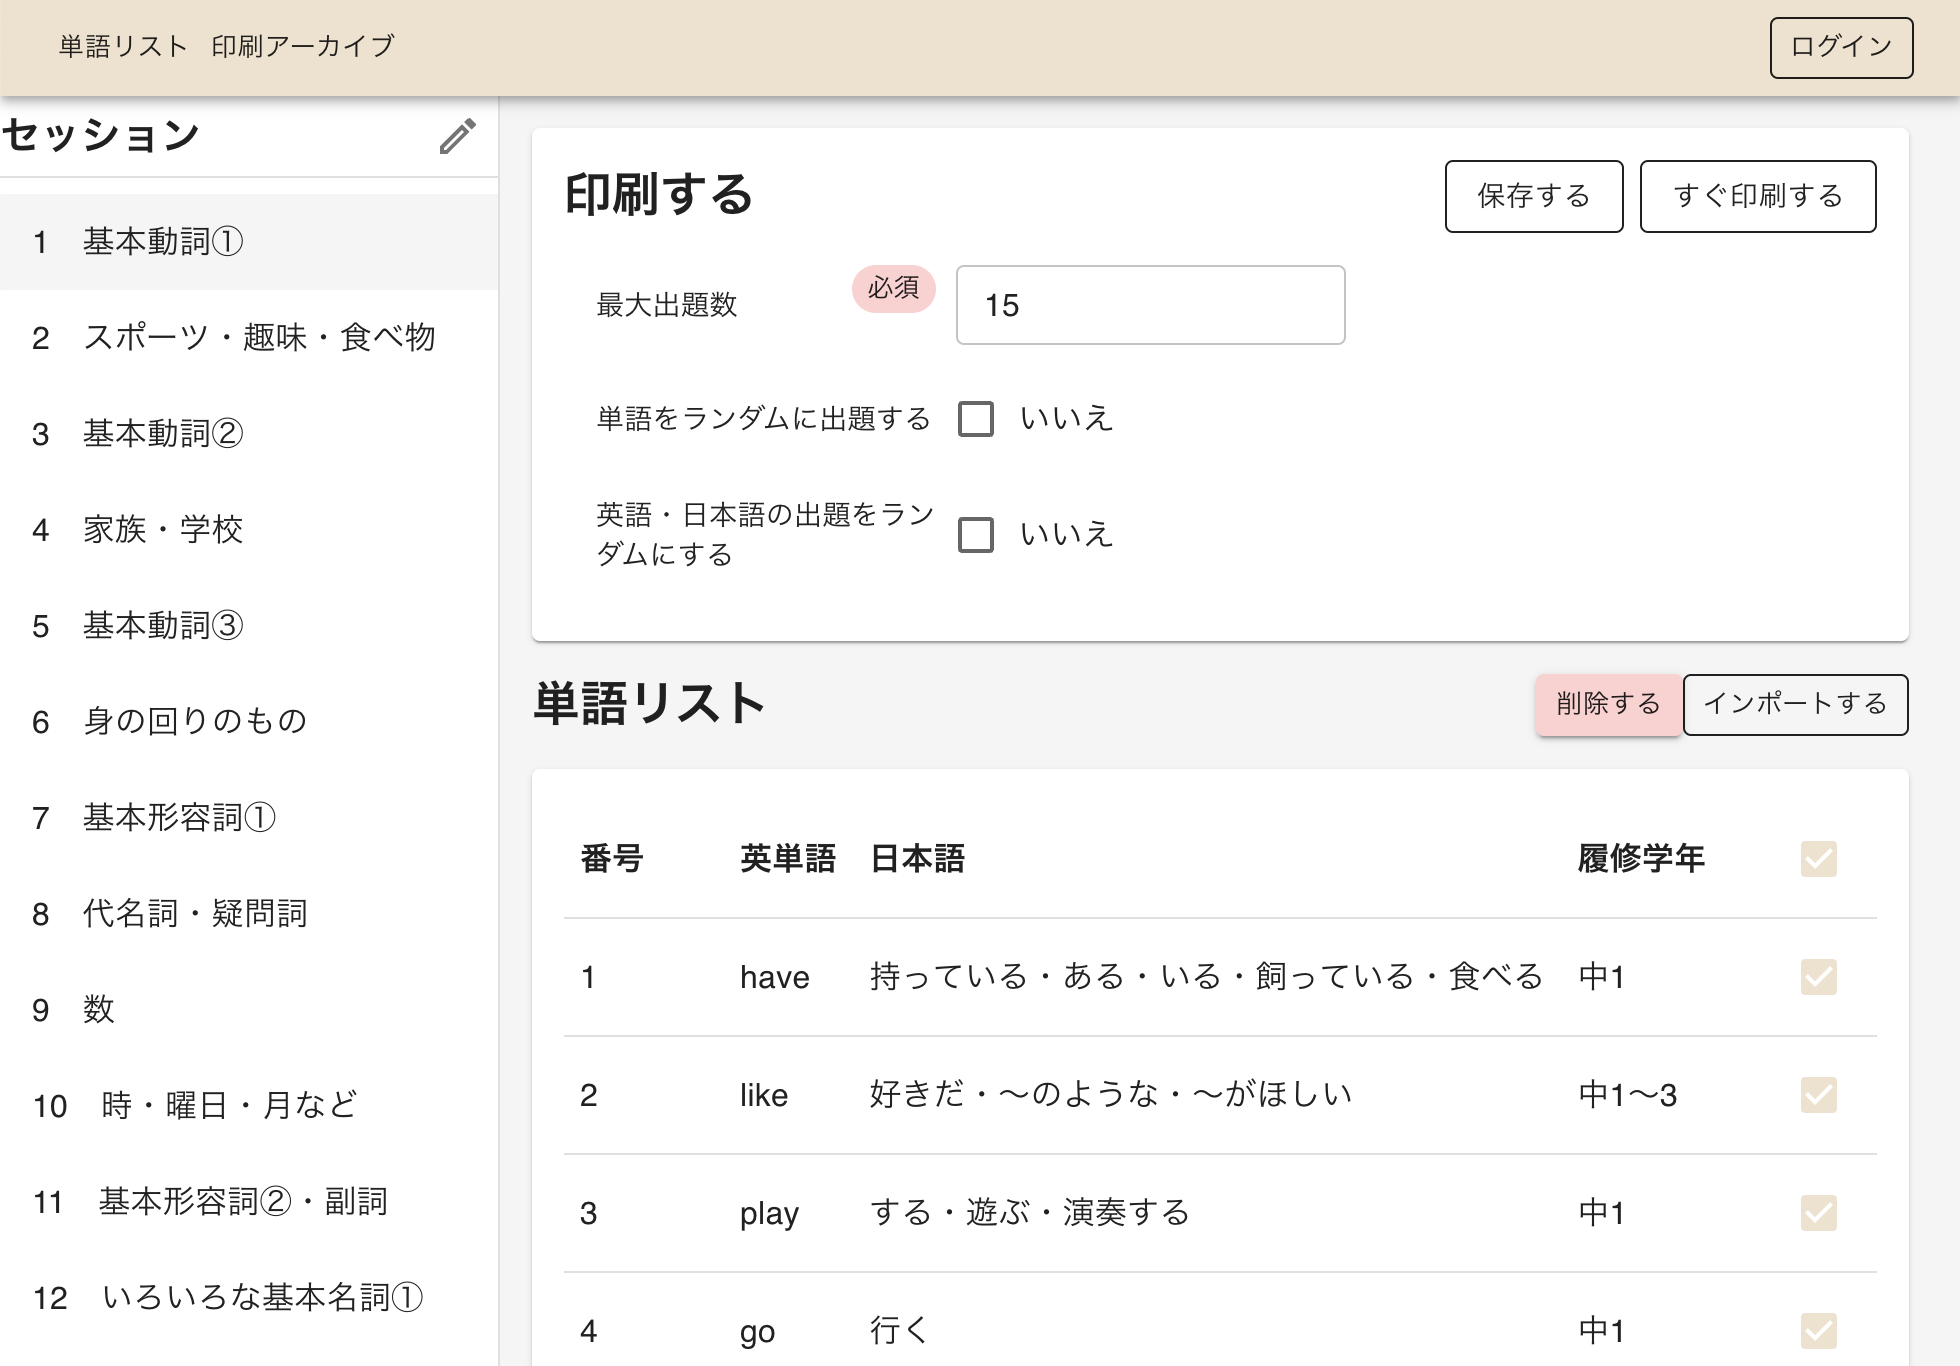 単語リスト 印刷アーカイブ
ログイン
セッション
1 基本動詞①
2 スポーツ・趣味・食べ物
3 基本動詞②
4 家族・学校
5 基本動詞③
6 身の回りのもの
7 基本形容詞①
8 代名詞・疑問詞
9 数
10 時・曜日・月など
11 基本形容詞②・副詞
12 いろいろな基本名詞①
印刷する
保存する
すぐ印刷する
最大出題数 必須 15
単語をランダムに出題する いいえ
英語・日本語の出題をラン
ダムにする
いいえ
単語リスト
削除する
インポートする
番号 英単語 日本語 履修学年
1 have 持っている・ある・いる・飼っている・食べる 中1
2 like 好きだ・〜のような・〜がほしい 中1〜3
3 play する・遊ぶ・演奏する 中1
4 go 行く 中1